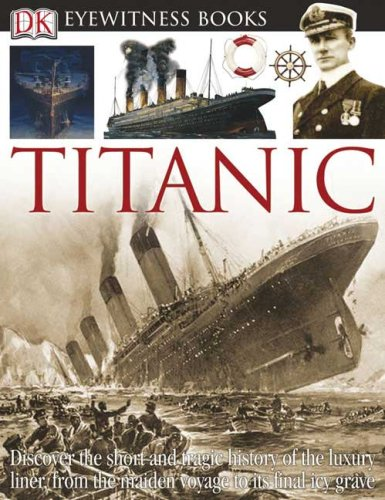 DK EYEWITNESS BOOKS
TITANIC
Discover the short and tragic history of the luxury
liner, from the maiden voyage to its final icy grave